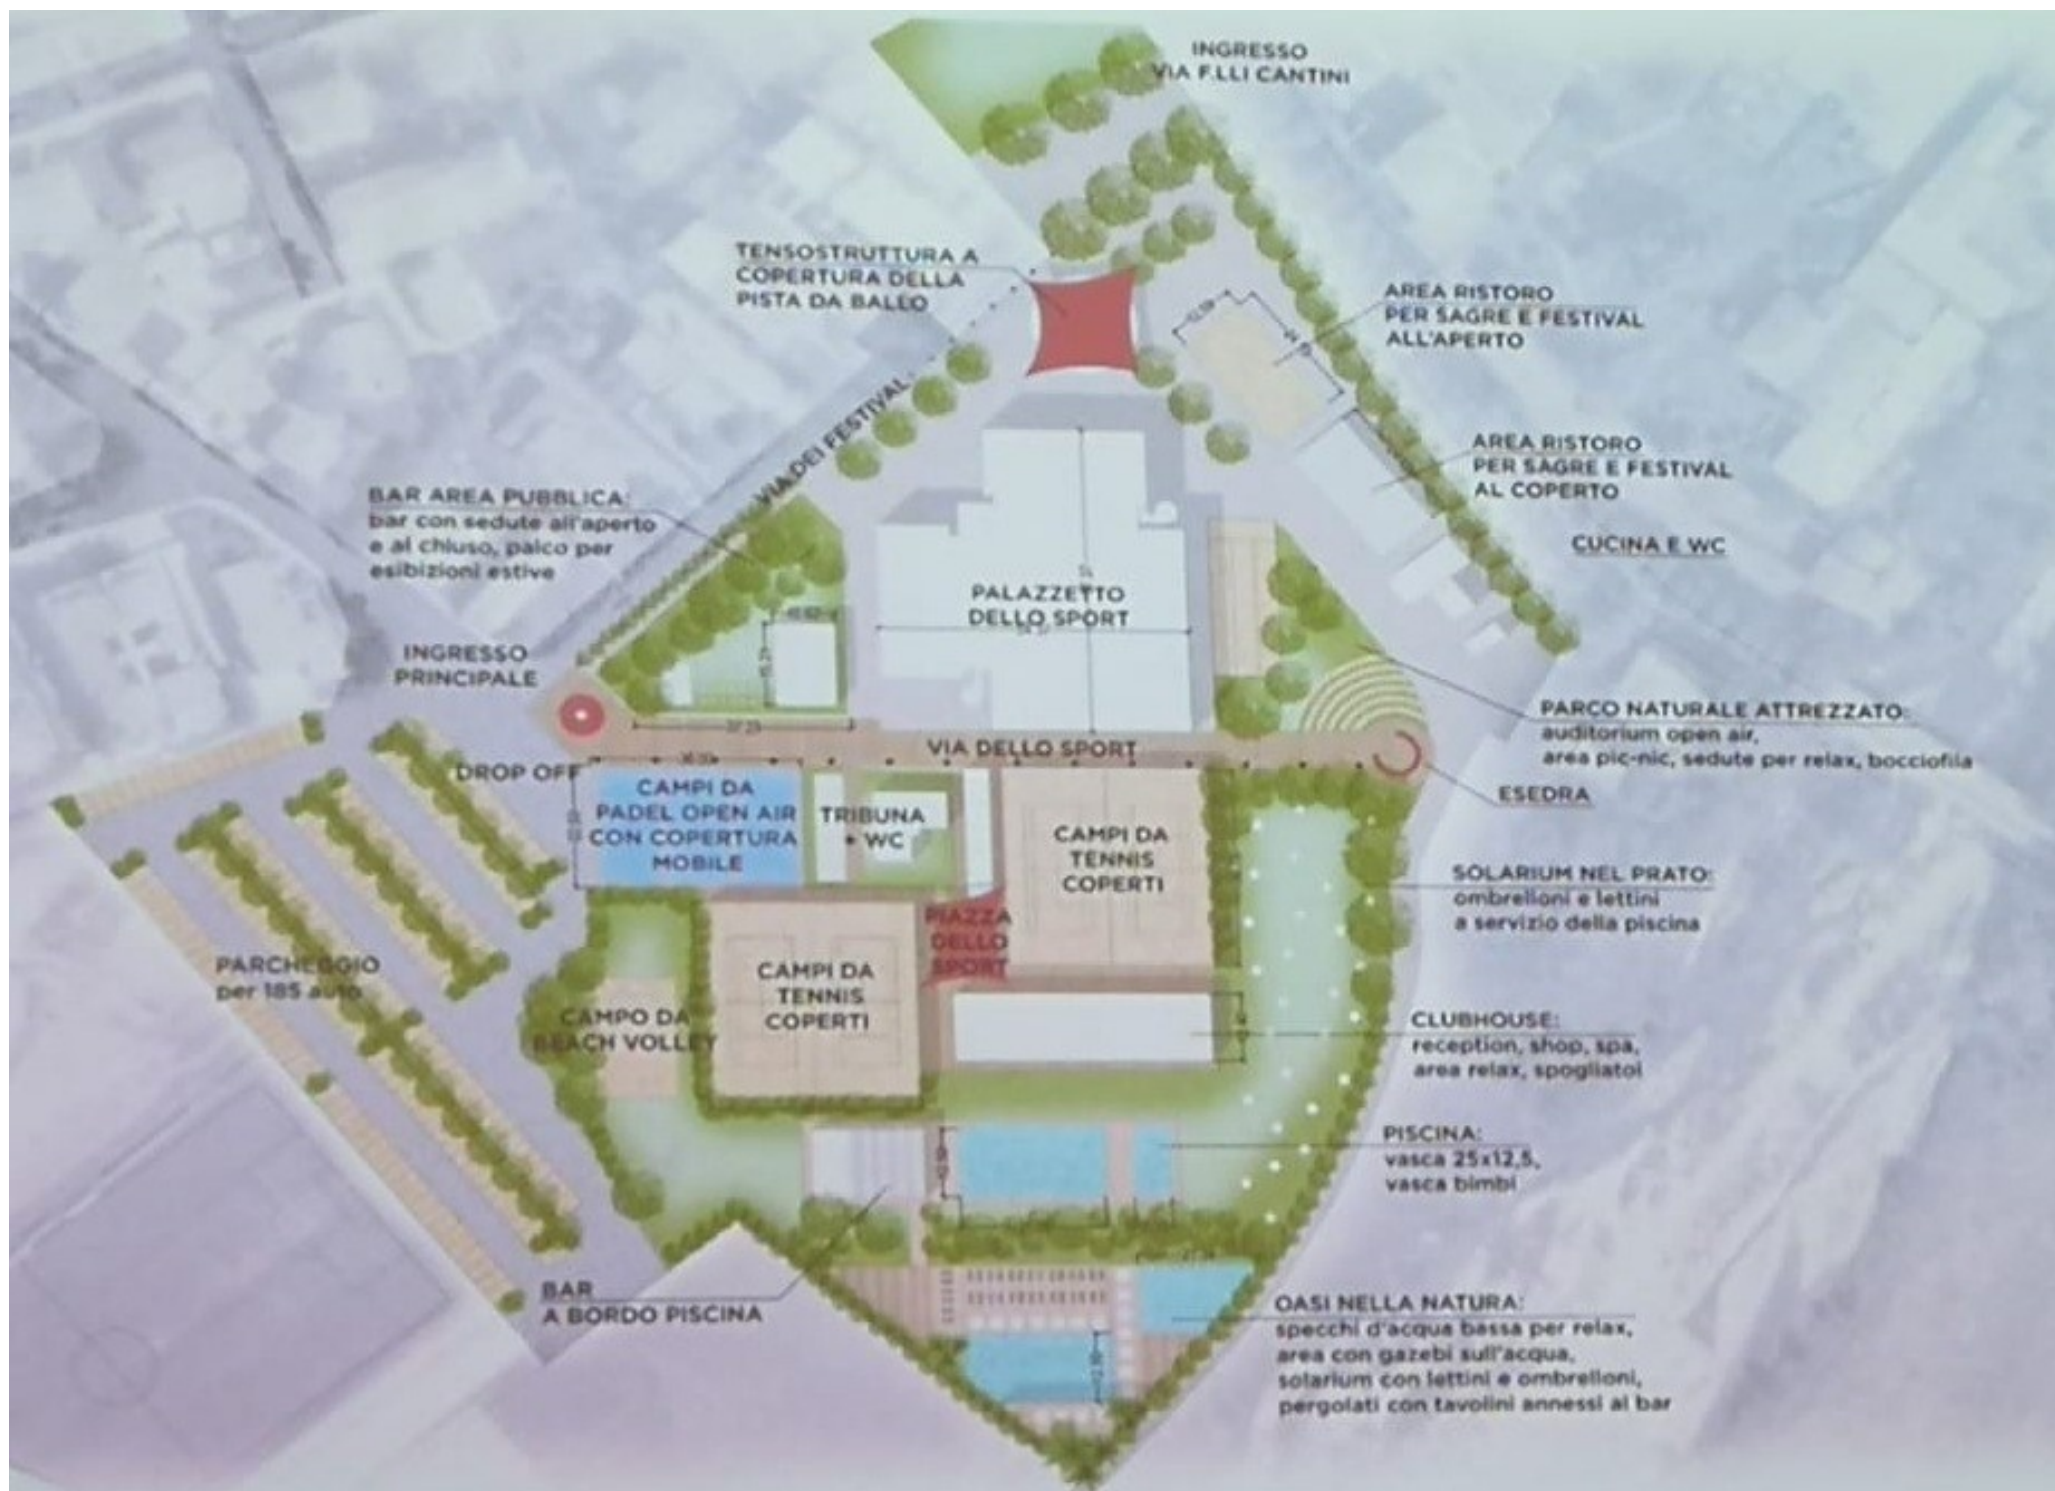 INGRESSO
VIA F.LLI CANTINI
TENSOSTRUTTURA A
COPERTURA DELLA
PISTA DA BALLO
AREA RISTORO
PER SAGRE E FESTIVAL
ALL'APERTO
VIA DEI FESTIVAL
AREA RISTORO
PER SAGRE E FESTIVAL
AL COPERTO
BAR AREA PUBBLICA:
bar con sedute all'aperto
e al chiuso, palco per
esibizioni estive
CUCINA E WC
PALAZZETTO
DELLO SPORT
INGRESSO
PRINCIPALE
PARCO NATURALE ATTREZZATO:
auditorium open air,
area pic-nic, sedute per relax, bocciofila
VIA DELLO SPORT
ESEDRA
DROP OFF
CAMPI DA
PADEL OPEN AIR
CON COPERTURA
MOBILE
TRIBUNA
+ WC
CAMPI DA
TENNIS
COPERTI
SOLARIUM NEL PRATO:
ombrelloni e lettini
a servizio della piscina
PIAZZA
DELLO
SPORT
PARCHEGGIO
per 185 auto
CAMPI DA
TENNIS
COPERTI
CAMPO DA
BEACH VOLLEY
CLUBHOUSE:
reception, shop, spa,
area relax, spogliatoi
PISCINA:
vasca 25x12,5,
vasca bimbi
BAR
A BORDO PISCINA
OASI NELLA NATURA:
specchi d'acqua bassa per relax,
area con gazebi sull'acqua,
solarium con lettini e ombrelloni,
pergolati con tavolini annessi al bar